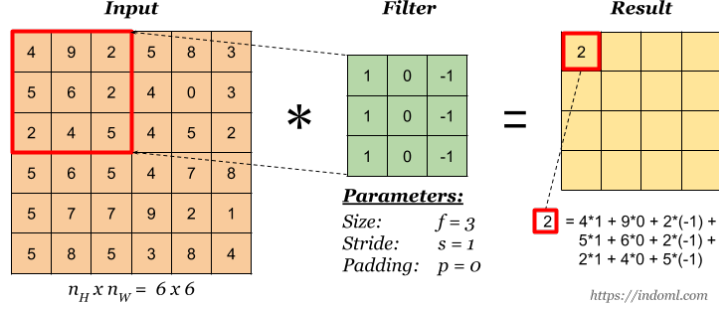 Input Filter Result
4 9 2 5 8 3
5 6 2 4 0 3
2 4 5 4 5 2
5 6 5 4 7 8
5 7 7 9 2 1
5 8 5 3 8 4
n_H x n_W = 6 x 6
*
1 0 -1
1 0 -1
1 0 -1
Parameters:
Size: f = 3
Stride: s = 1
Padding: p = 0
=
2
2 = 4*1 + 9*0 + 2*(-1) +
5*1 + 6*0 + 2*(-1) +
2*1 + 4*0 + 5*(-1)
https://indoml.com